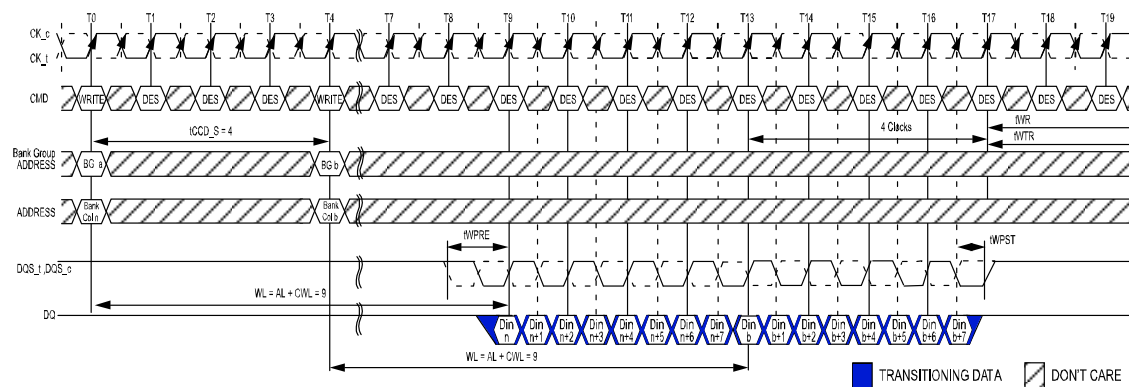 T0 T1 T2 T3 T4 T7 T8 T9 T10 T11 T12 T13 T14 T15 T16 T17 T18 T19
CK_c
CK_t
CMD WRITE DES DES DES WRITE DES DES DES DES DES DES DES DES DES DES DES DES DES
tCCD_S = 4 4 Clocks tWR
tWTR
Bank Group
ADDRESS BG a BG b
ADDRESS Bank Col n Bank Col b
tWPRE tWPST
DQS_t ,DQS_c
WL = AL + CWL = 9
DQ
Din n Din n+1 Din n+2 Din n+3 Din n+4 Din n+5 Din n+6 Din n+7 Din b Din b+1 Din b+2 Din b+3 Din b+4 Din b+5 Din b+6 Din b+7
WL = AL + CWL = 9
TRANSITIONING DATA DON'T CARE